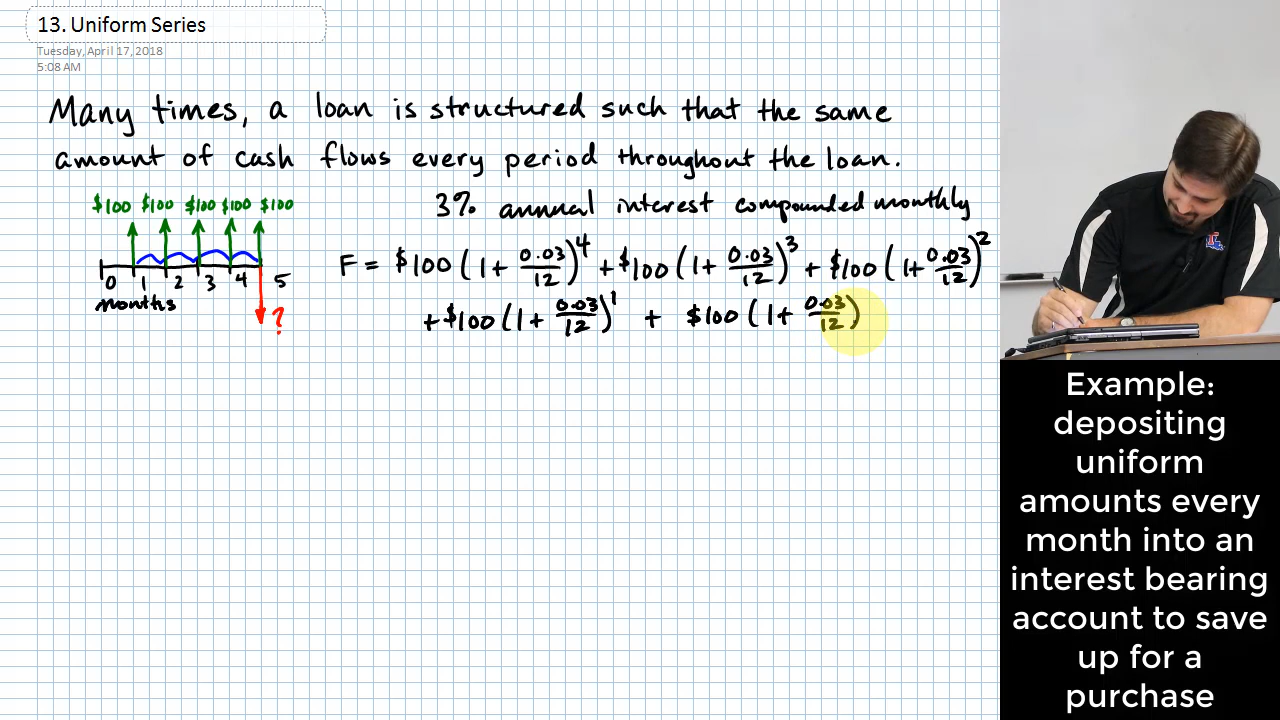 13. Uniform Series
Tuesday, April 17, 2018
5:08 AM
Many times, a loan is structured such that the same
amount of cash flows every period throughout the loan.
$100 $100 $100 $100 $100
3% annual interest compounded monthly
F = $100 (1+ 0.03/12)^4 + $100 (1+ 0.03/12)^3 + $100 (1+ 0.03/12)^2
0 1 2 3 4 5
months
?
+ $100 (1+ 0.03/12)^1 + $100 (1+ 0.03/12)
Example:
depositing
uniform
amounts every
month into an
interest bearing
account to save
up for a
purchase